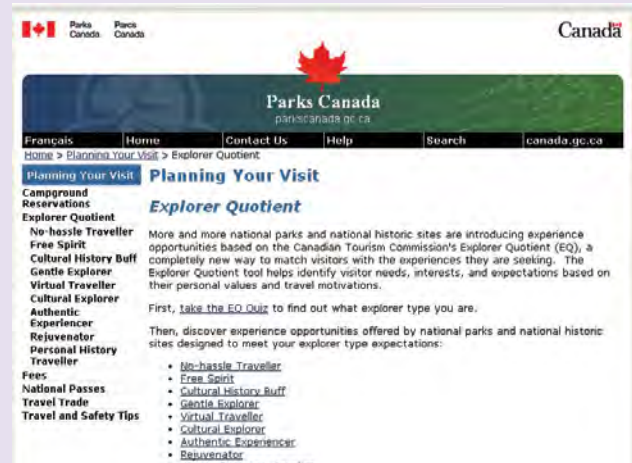 Parks Parcs
Canada Canada
Canada
Parks Canada
parkscanada.gc.ca
Français Home Contact Us Help Search canada.gc.ca
Home > Planning Your Visit > Explorer Quotient
Planning Your Visit
Campground
Reservations
Explorer Quotient
No-hassle Traveller
Free Spirit
Cultural History Buff
Gentle Explorer
Virtual Traveller
Cultural Explorer
Authentic
Experiencer
Rejuvenator
Personal History
Traveller
Fees
National Passes
Travel Trade
Travel and Safety Tips
Planning Your Visit
Explorer Quotient
More and more national parks and national historic sites are introducing experience
opportunities based on the Canadian Tourism Commission's Explorer Quotient (EQ), a
completely new way to match visitors with the experiences they are seeking. The
Explorer Quotient tool helps identify visitor needs, interests, and expectations based on
their personal values and travel motivations.
First, take the EQ Quiz to find out what explorer type you are.
Then, discover experience opportunities offered by national parks and national historic
sites designed to meet your explorer type expectations:
• No-hassle Traveller
• Free Spirit
• Cultural History Buff
• Gentle Explorer
• Virtual Traveller
• Cultural Explorer
• Authentic Experiencer
• Rejuvenator